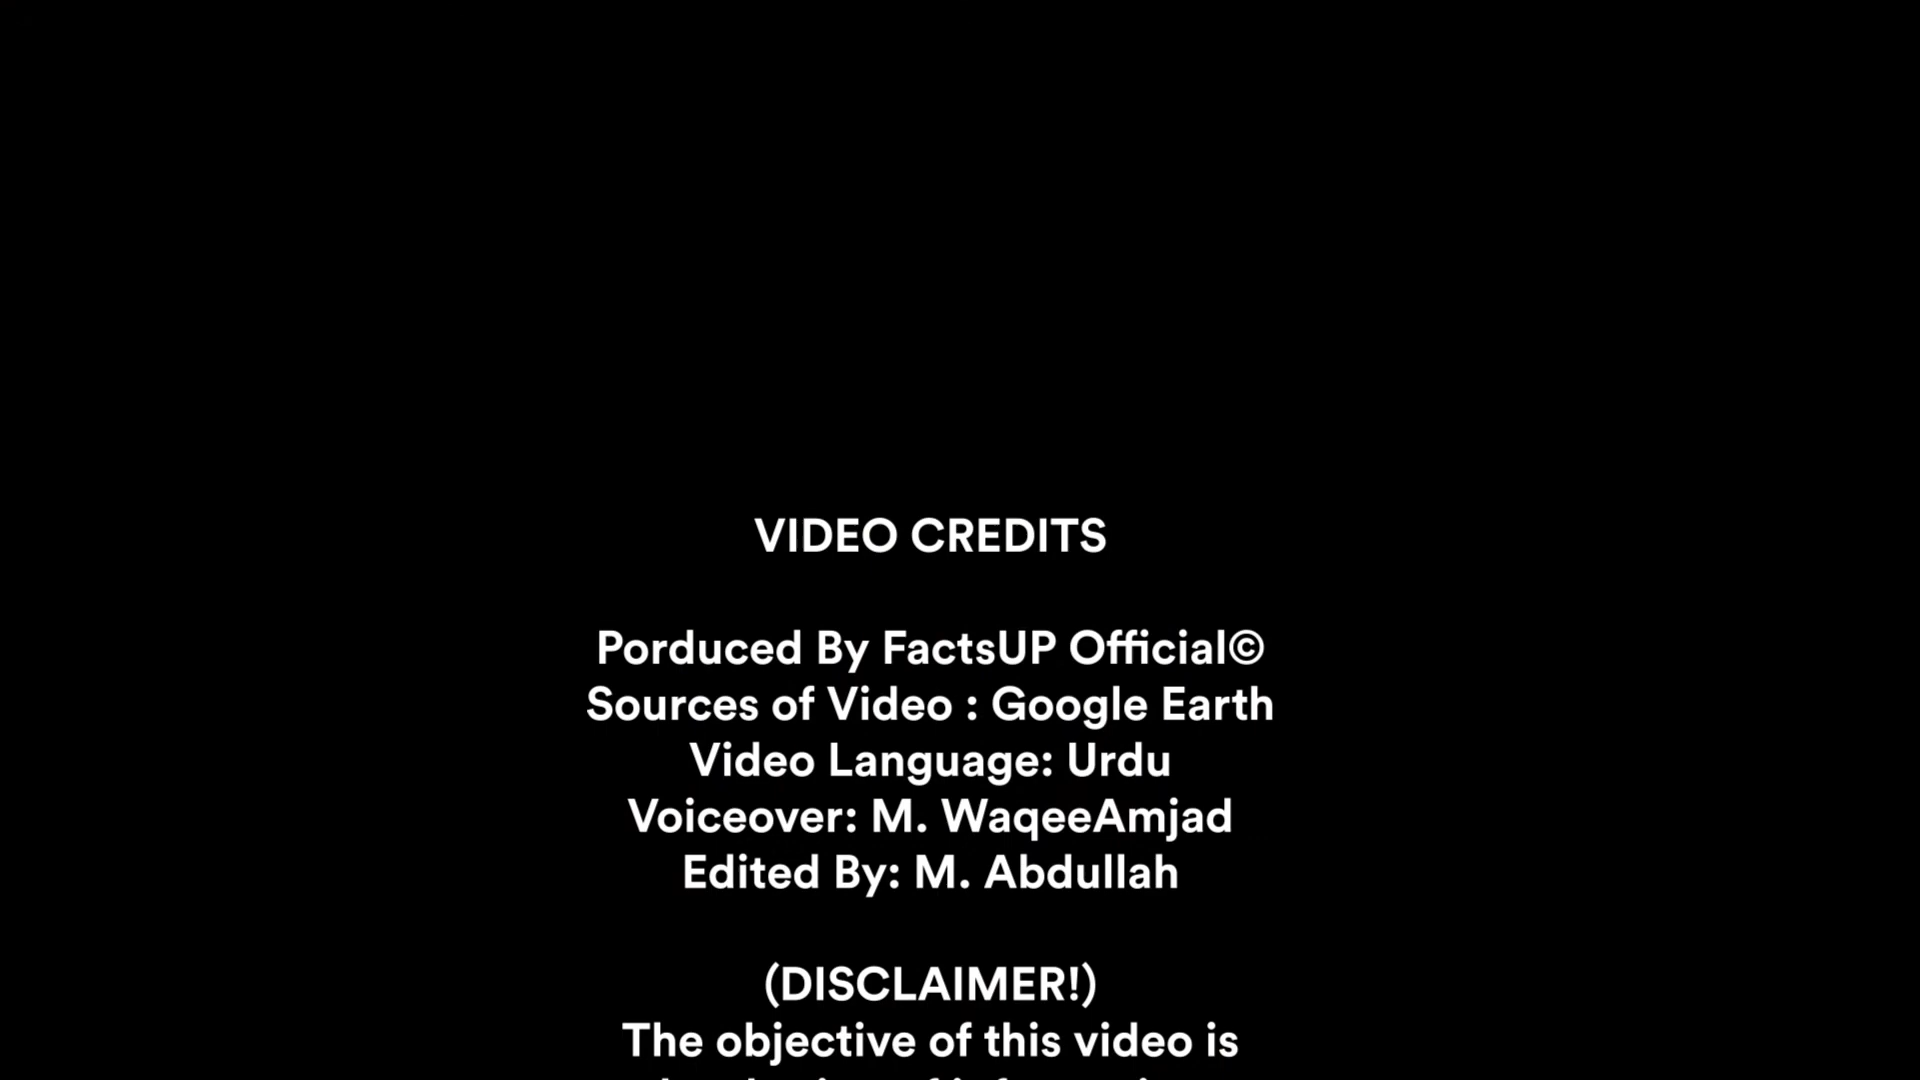 VIDEO CREDITS
Porduced By FactsUP Official©
Sources of Video : Google Earth
Video Language: Urdu
Voiceover: M. WaqeeAmjad
Edited By: M. Abdullah
(DISCLAIMER!)
The objective of this video is